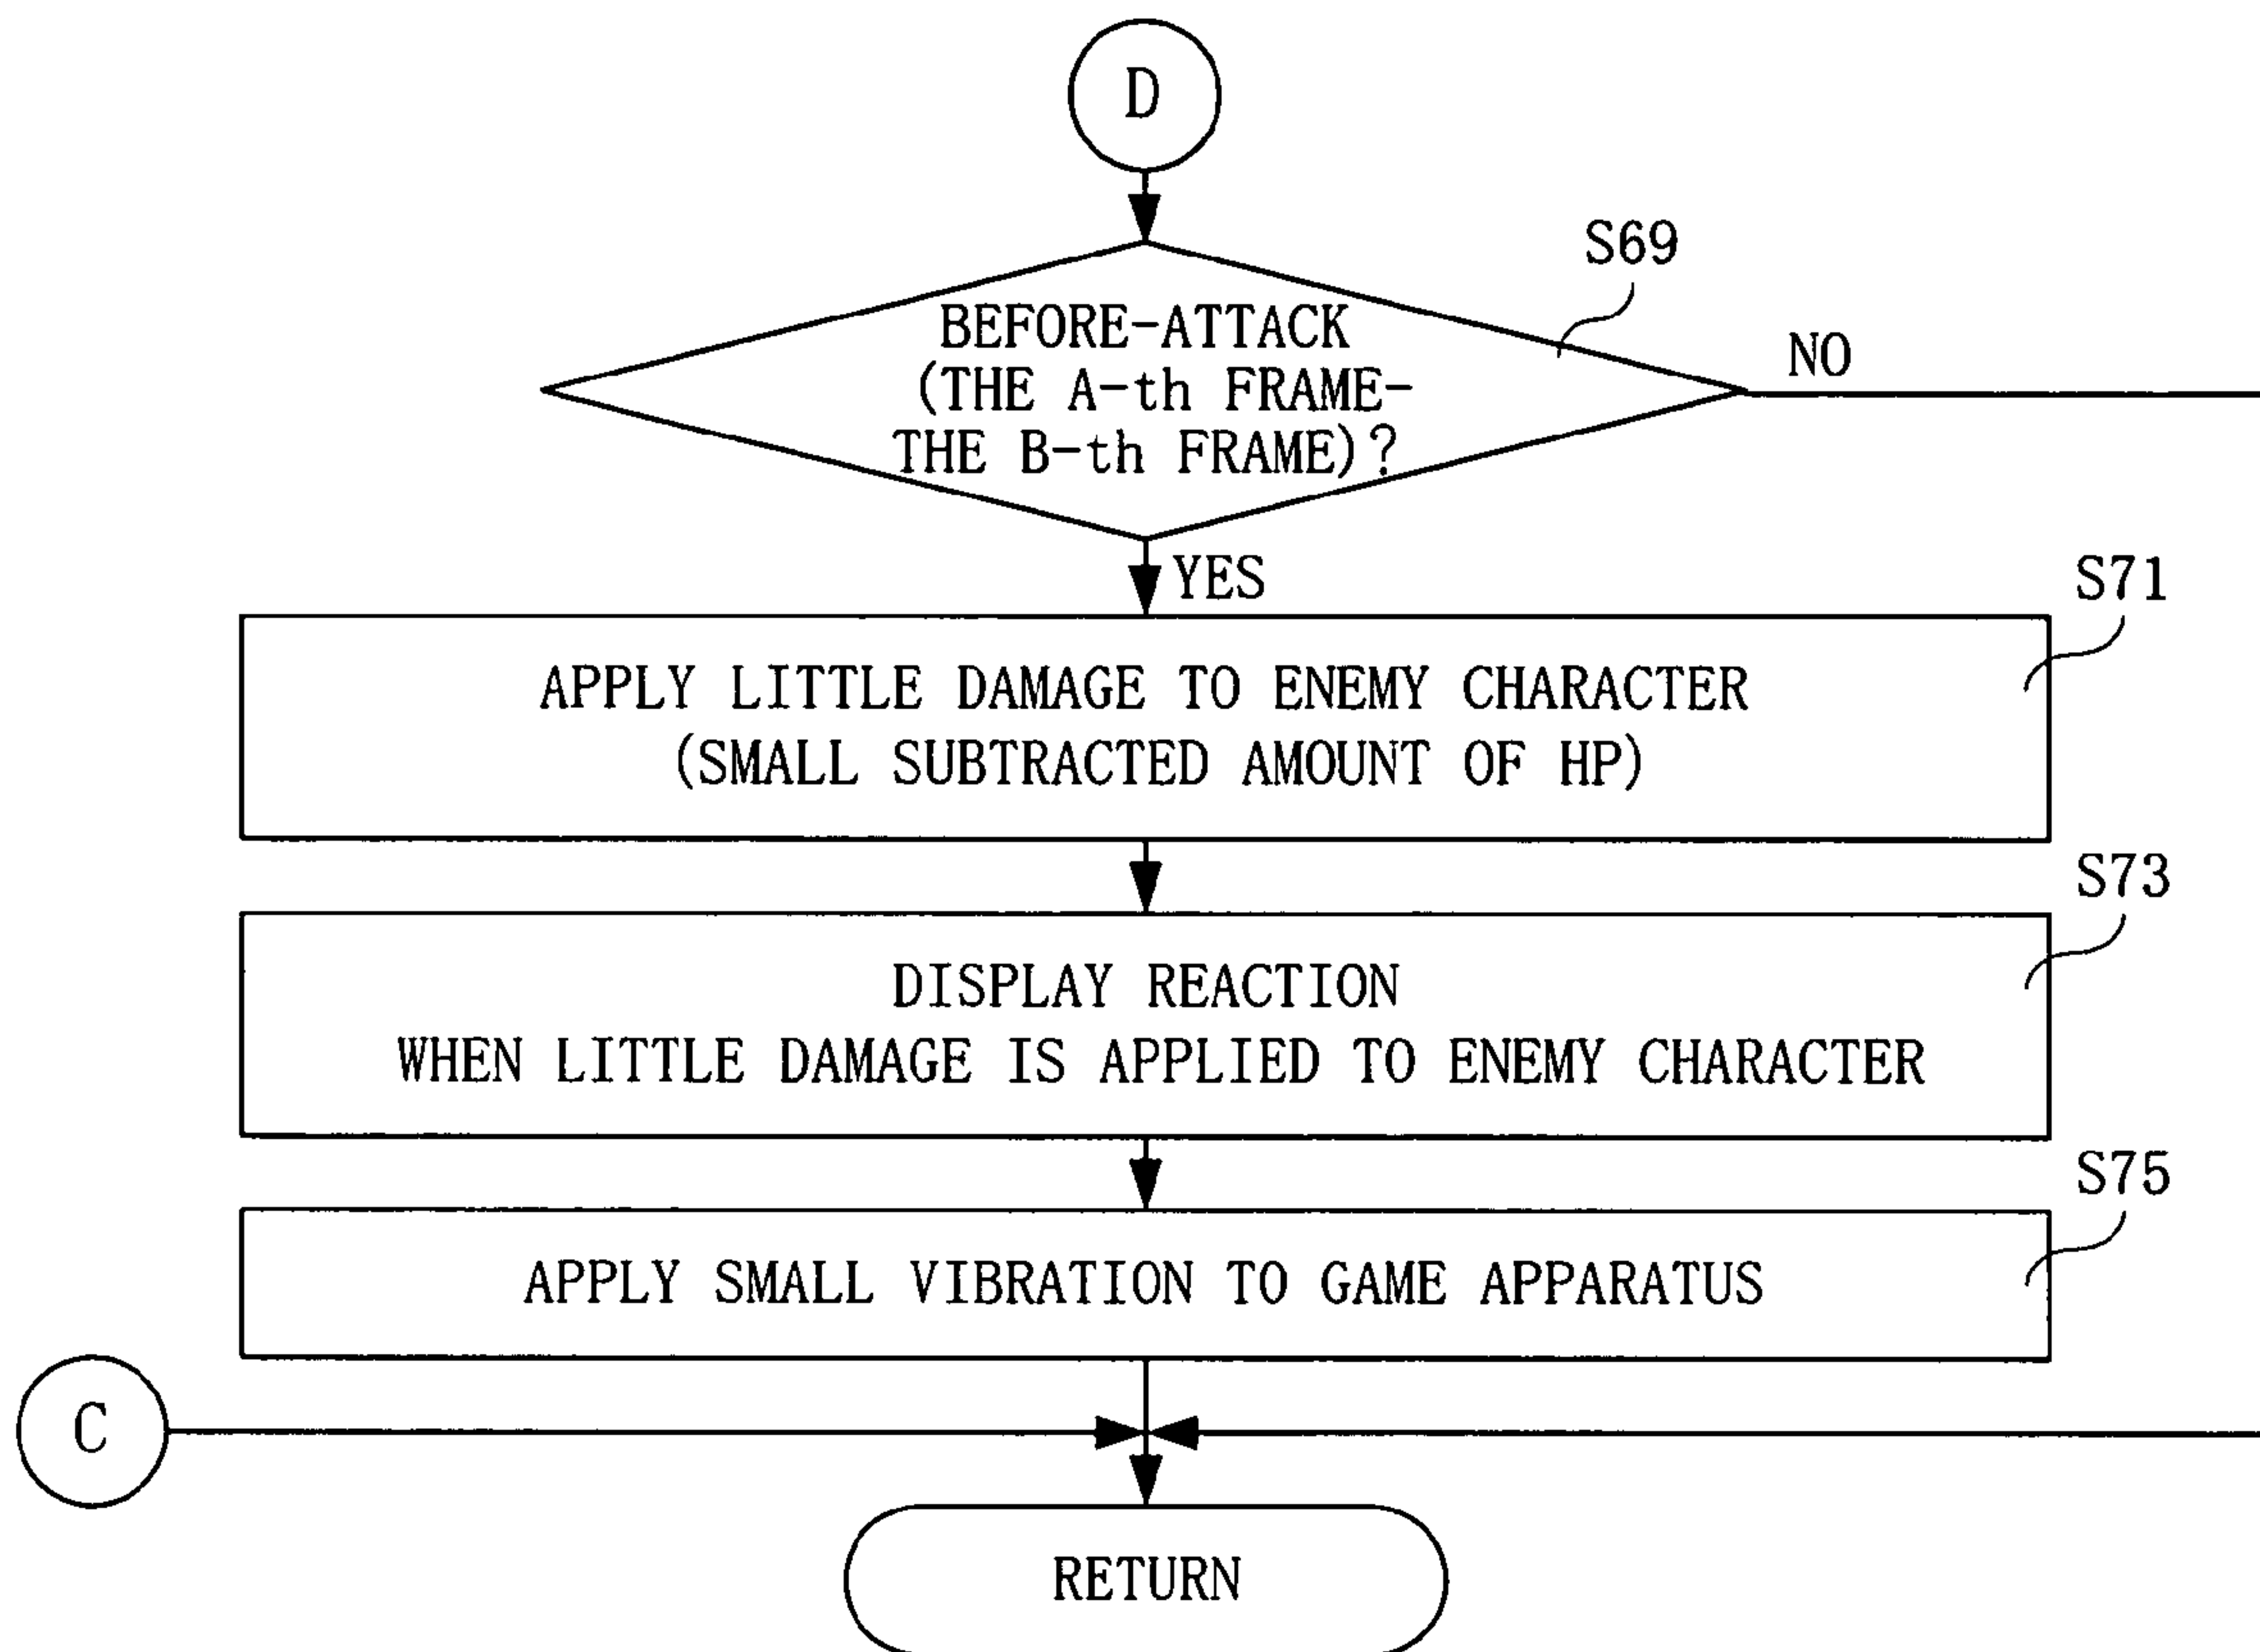 D
S69
BEFORE-ATTACK
(THE A-th FRAME-
THE B-th FRAME)?
NO
YES
S71
APPLY LITTLE DAMAGE TO ENEMY CHARACTER
(SMALL SUBTRACTED AMOUNT OF HP)
S73
DISPLAY REACTION
WHEN LITTLE DAMAGE IS APPLIED TO ENEMY CHARACTER
S75
APPLY SMALL VIBRATION TO GAME APPARATUS
C
RETURN